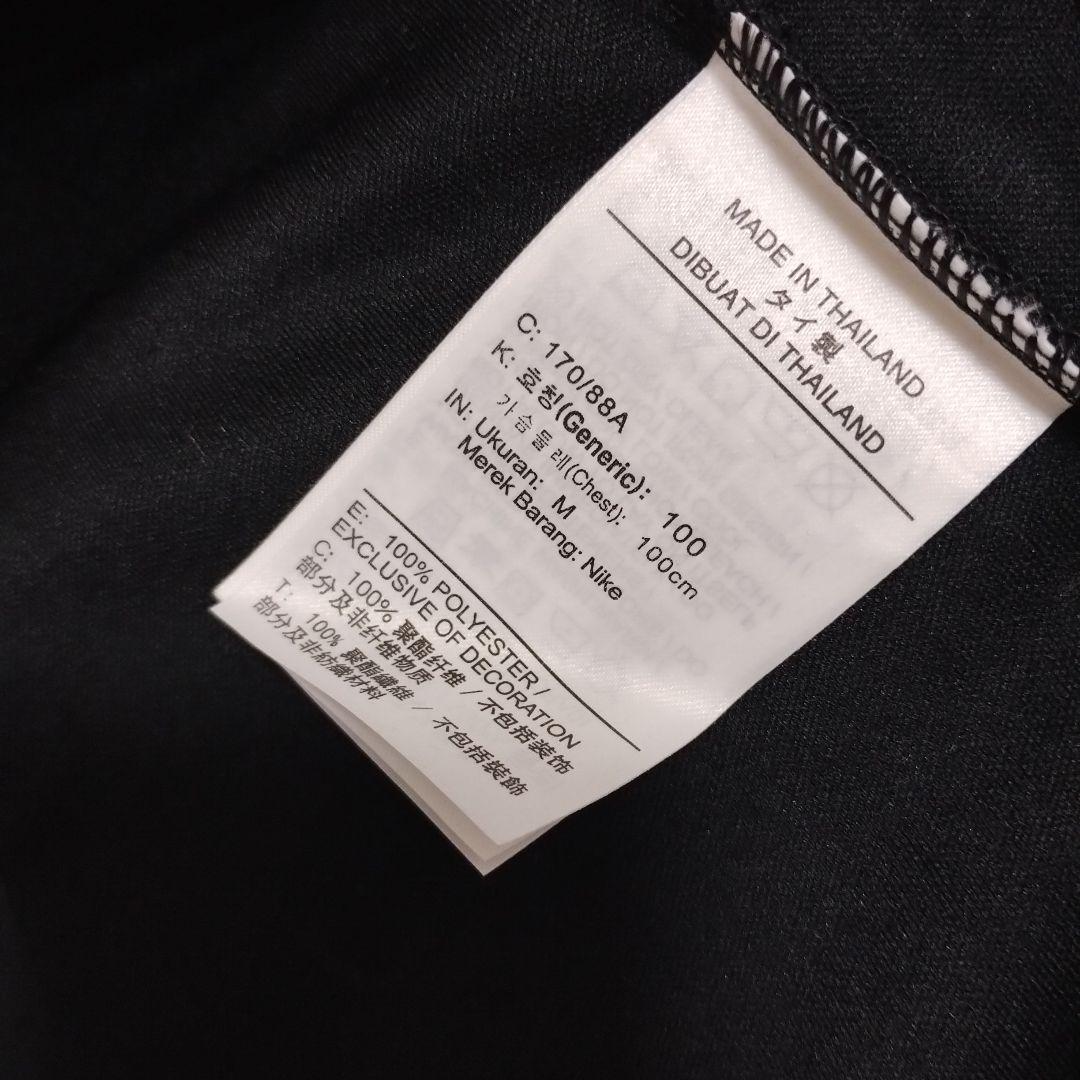 MADE IN THAILAND
タイ製
DIBUAT DI THAILAND
C: 170/88A
K: 호칭(Generic): 100
가슴둘레(Chest): 100cm
IN: Ukuran: M
Merek Barang: Nike
E: 100% POLYESTER /
EXCLUSIVE OF DECORATION
C: 100% 聚酯纤维 / 不包括装饰
部分及非纤维物质
T: 100% 聚酯纖維 / 不包括裝飾
部分及非紡織材料